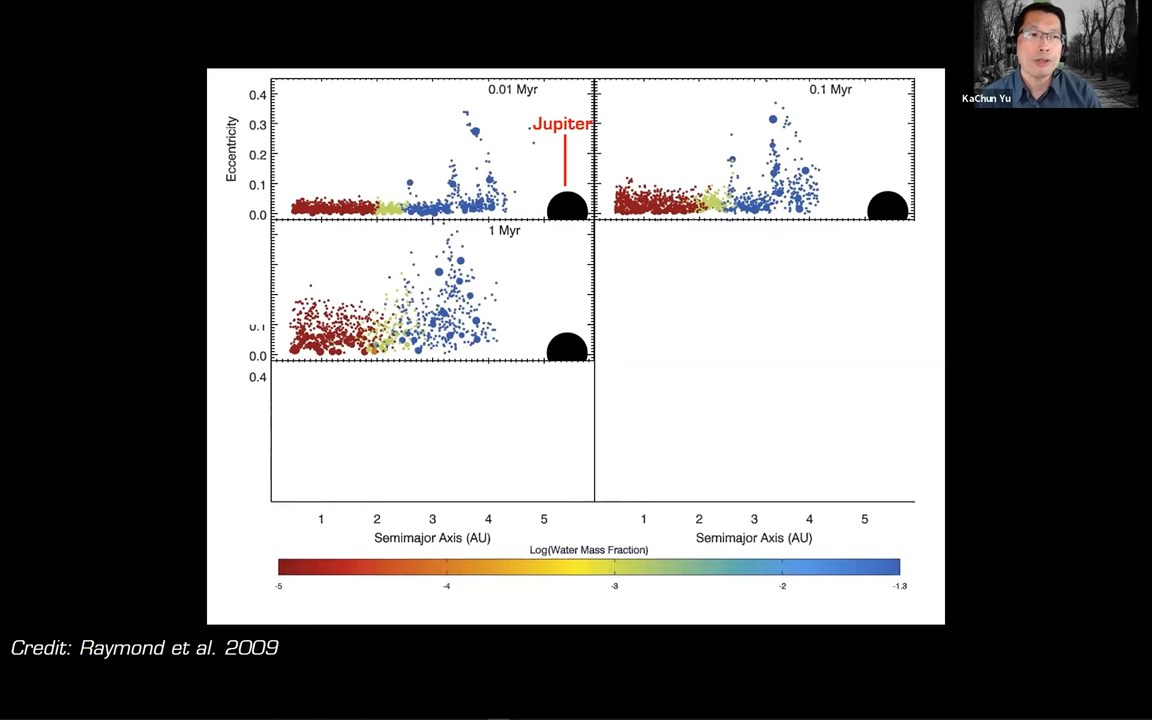 KaChun Yu
0.01 Myr
0.1 Myr
Jupiter
Eccentricity
0.4
0.3
0.2
0.1
0.0
1 Myr
0.1
0.0
0.4
1 2 3 4 5
1 2 3 4 5
Semimajor Axis (AU)
Semimajor Axis (AU)
Log(Water Mass Fraction)
-5 -4 -3 -2 -1.3
Credit: Raymond et al. 2009